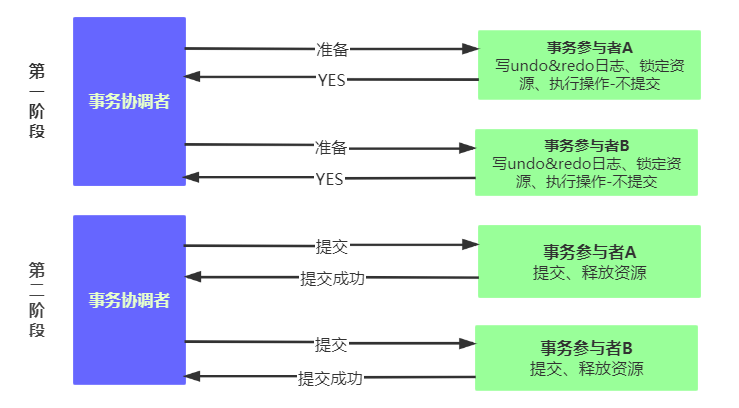 第一阶段
事务协调者
准备
YES
准备
YES
事务参与者A
写undo&redo日志、锁定资
源、执行操作-不提交
事务参与者B
写undo&redo日志、锁定资
源、执行操作-不提交
第二阶段
事务协调者
提交
提交成功
提交
提交成功
事务参与者A
提交、释放资源
事务参与者B
提交、释放资源